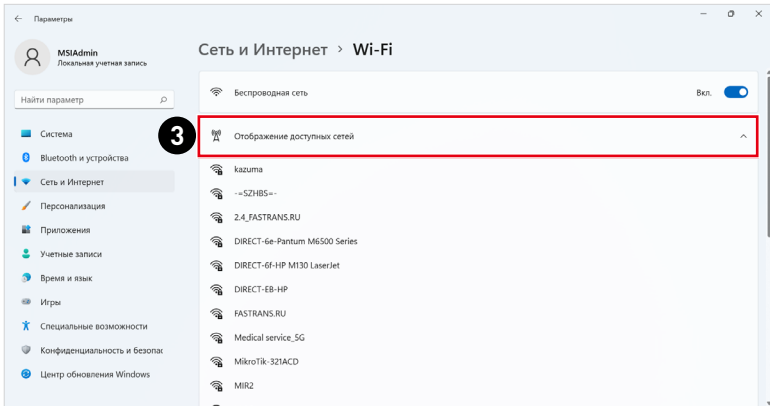 Параметры
MSIAdmin
Локальная учетная запись
Найти параметр
Система
Bluetooth и устройства
Сеть и Интернет
Персонализация
Приложения
Учетные записи
Время и язык
Игры
Специальные возможности
Конфиденциальность и безопас
Центр обновления Windows
Сеть и Интернет › Wi-Fi
Беспроводная сеть Вкл.
3 Отображение доступных сетей
kazuma
-=SZHBS=-
2.4_FASTRANS.RU
DIRECT-6e-Pantum M6500 Series
DIRECT-6f-HP M130 LaserJet
DIRECT-EB-HP
FASTRANS.RU
Medical service_5G
MikroTik-321ACD
MIR2